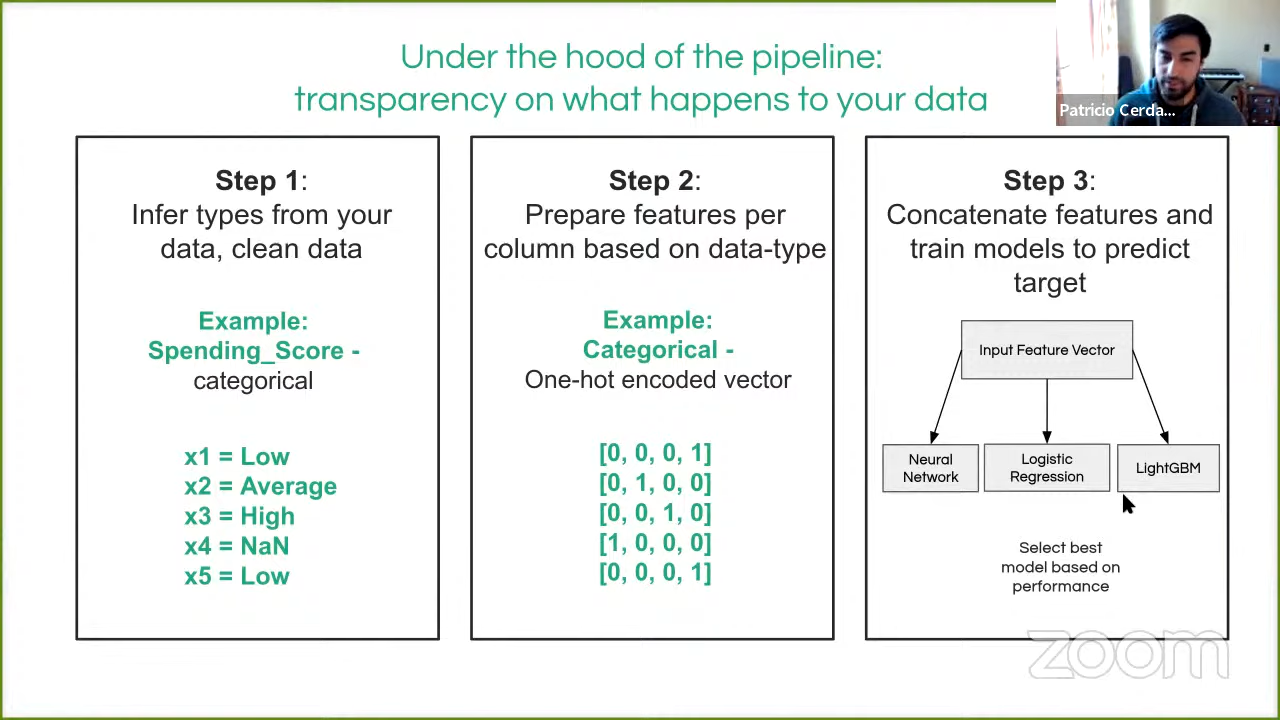 Under the hood of the pipeline:
transparency on what happens to your data
Patricio Cerda...
Step 1:
Infer types from your
data, clean data
Example:
Spending_Score -
categorical
x1 = Low
x2 = Average
x3 = High
x4 = NaN
x5 = Low
Step 2:
Prepare features per
column based on data-type
Example:
Categorical -
One-hot encoded vector
[0, 0, 0, 1]
[0, 1, 0, 0]
[0, 0, 1, 0]
[1, 0, 0, 0]
[0, 0, 0, 1]
Step 3:
Concatenate features and
train models to predict
target
Input Feature Vector
Neural
Network
Logistic
Regression
LightGBM
Select best
model based on
performance
zoom